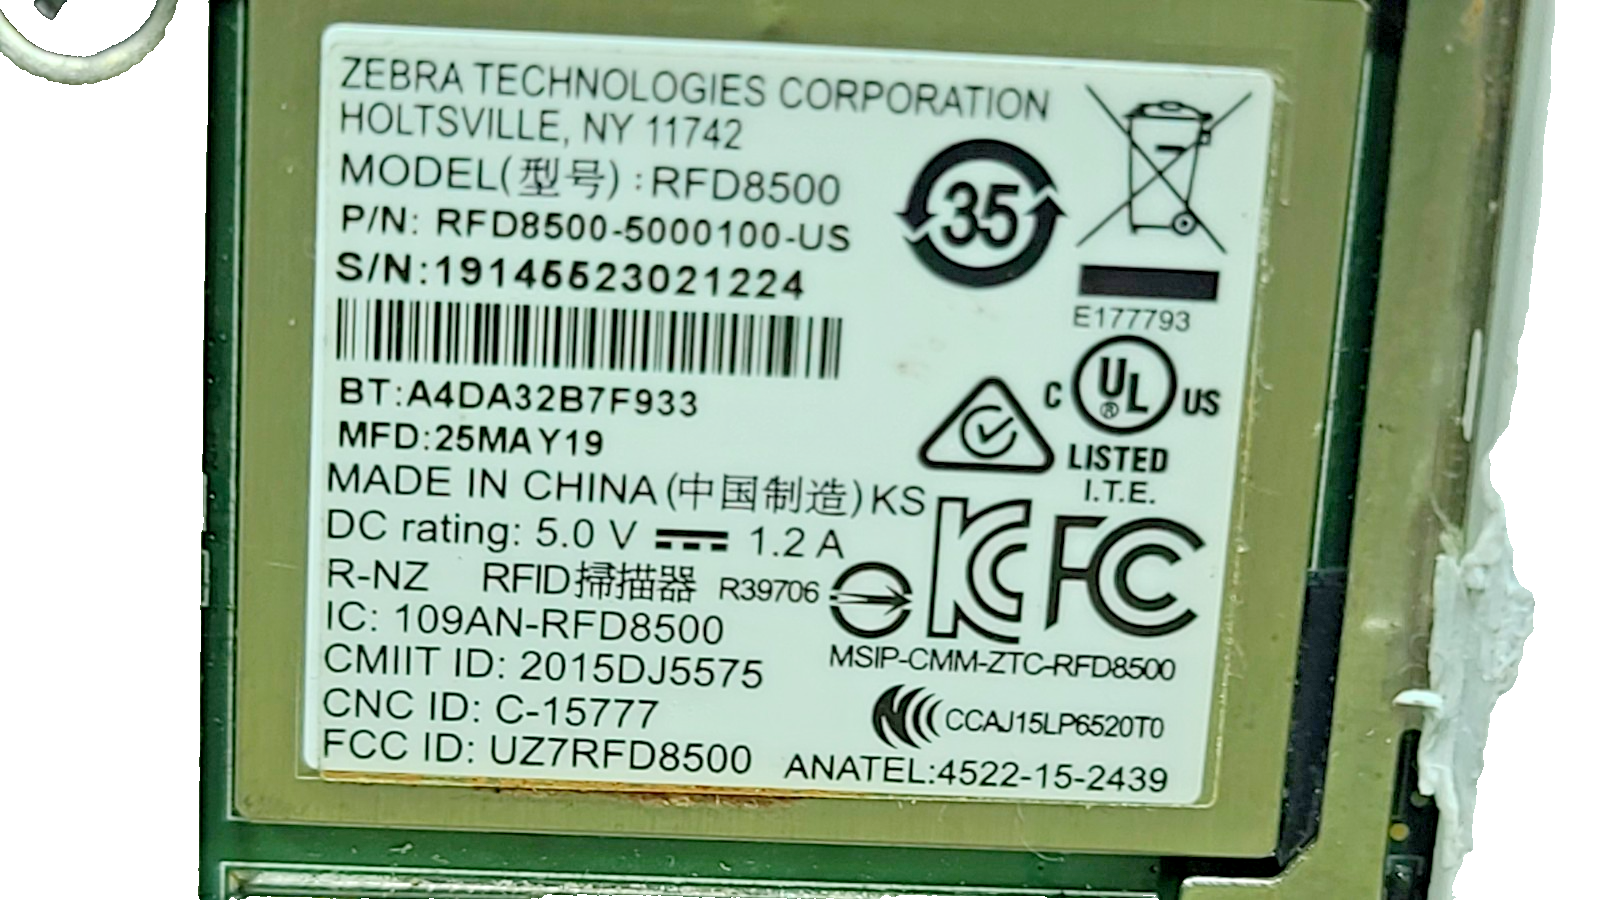 ZEBRA TECHNOLOGIES CORPORATION
HOLTSVILLE, NY 11742
MODEL(型号) :RFD8500
P/N: RFD8500-5000100-US
S/N:19145523021224
BT:A4DA32B7F933
MFD:25MAY19
MADE IN CHINA(中国制造)KS
DC rating: 5.0 V 1.2 A
R-NZ RFID掃描器 R39706
IC: 109AN-RFD8500
CMIIT ID: 2015DJ5575
CNC ID: C-15777
FCC ID: UZ7RFD8500
35
E177793
C UL ® US
LISTED
I.T.E.
KC FC
MSIP-CMM-ZTC-RFD8500
CCAJ15LP6520T0
ANATEL:4522-15-2439